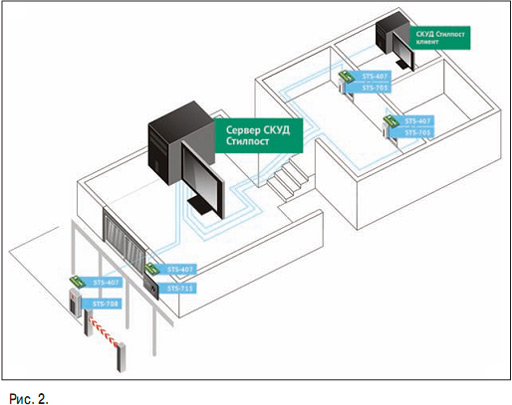 СКУД Стилпост
клиент
STS-407
STS-705
STS-407
STS-705
Сервер СКУД
Стилпост
STS-407
STS-713
STS-407
STS-708
Рис. 2.